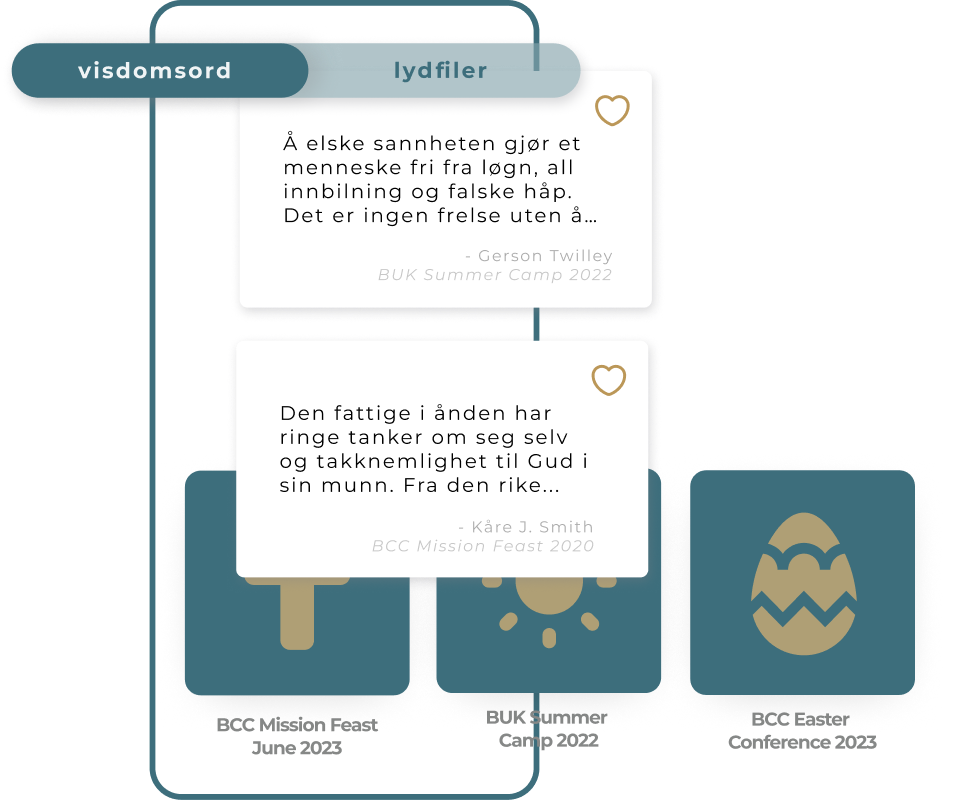 visdomsord
lydfiler
Å elske sannheten gjør et
menneske fri fra løgn, all
innbilning og falske håp.
Det er ingen frelse uten å…
- Gerson Twilley
BUK Summer Camp 2022
Den fattige i ånden har
ringe tanker om seg selv
og takknemlighet til Gud i
sin munn. Fra den rike...
- Kåre J. Smith
BCC Mission Feast 2020
BCC Mission Feast
June 2023
BUK Summer
Camp 2022
BCC Easter
Conference 2023